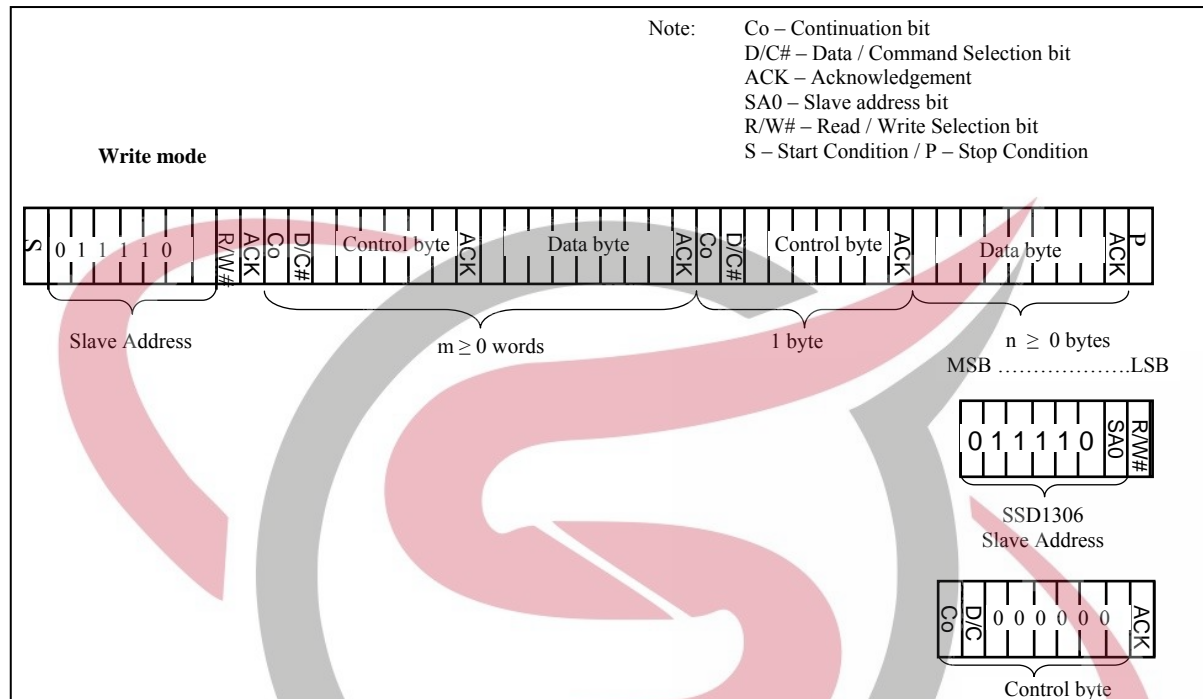 Note: Co – Continuation bit
D/C# – Data / Command Selection bit
ACK – Acknowledgement
SA0 – Slave address bit
R/W# – Read / Write Selection bit
S – Start Condition / P – Stop Condition
Write mode
S 0 1 1 1 1 0 R/W# ACK Co D/C# Control byte ACK Data byte ACK Co D/C# Control byte ACK Data byte ACK P
Slave Address
m ≥ 0 words
1 byte
n ≥ 0 bytes
MSB ....................LSB
0 1 1 1 1 0 SA0 R/W#
SSD1306
Slave Address
Co D/C 0 0 0 0 0 0 ACK
Control byte